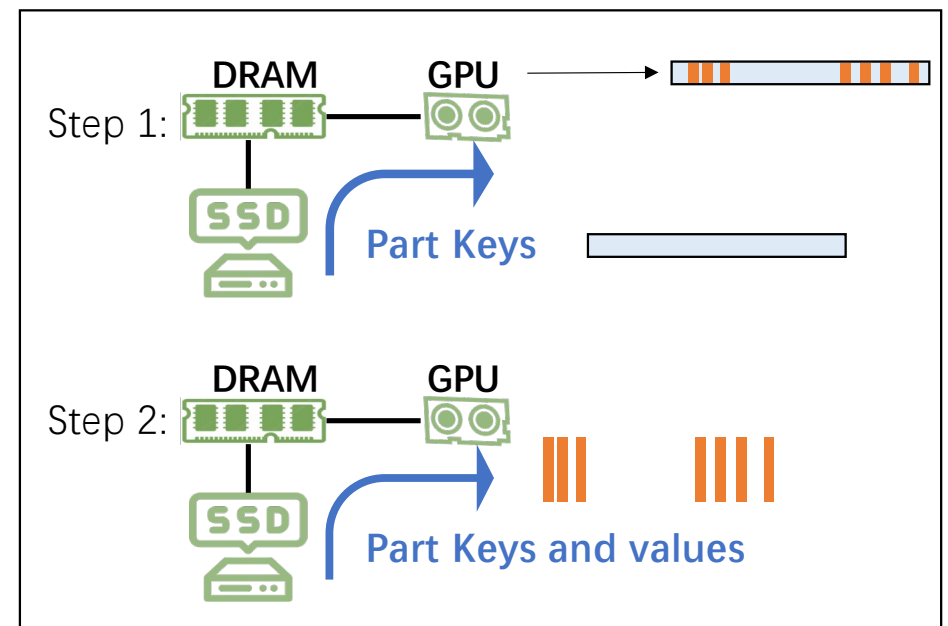 DRAM GPU
Step 1:
SSD
Part Keys
DRAM GPU
Step 2:
SSD
Part Keys and values